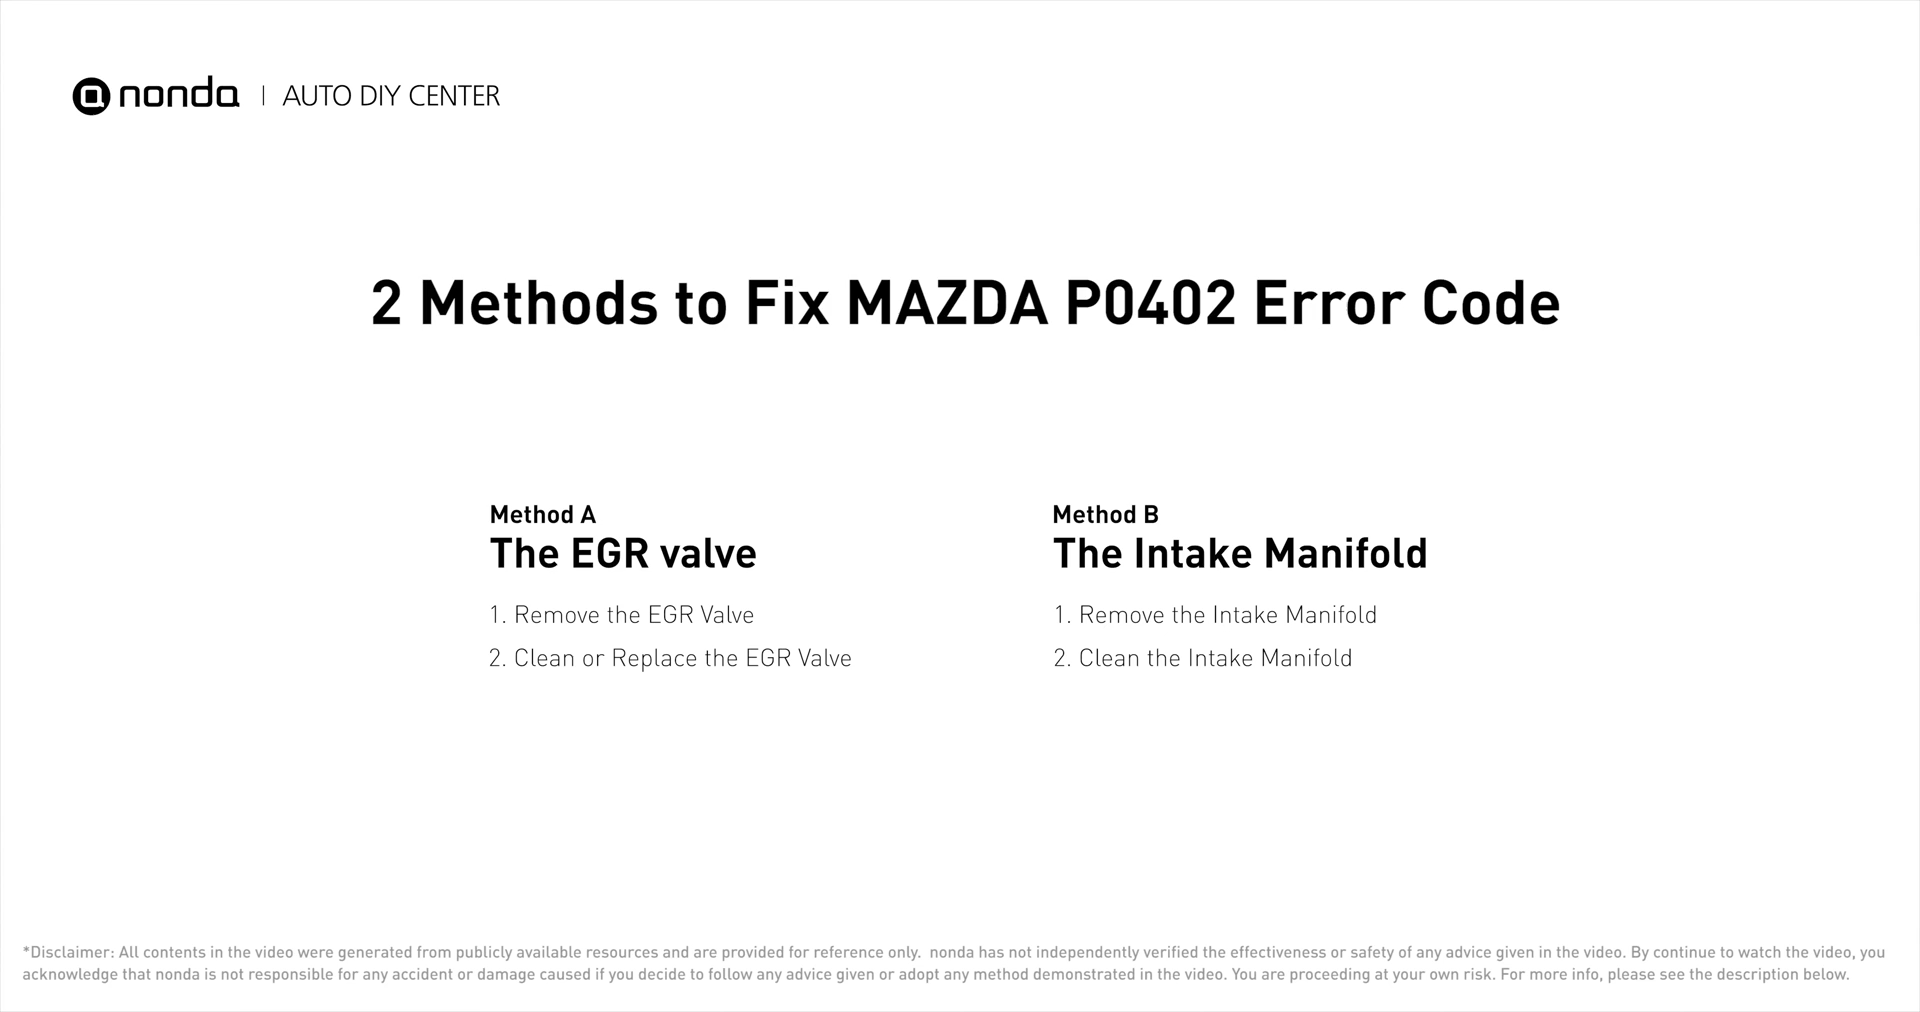 nonda | AUTO DIY CENTER
2 Methods to Fix MAZDA P0402 Error Code
Method A
The EGR valve
1. Remove the EGR Valve
2. Clean or Replace the EGR Valve
Method B
The Intake Manifold
1. Remove the Intake Manifold
2. Clean the Intake Manifold
*Disclaimer: All contents in the video were generated from publicly available resources and are provided for reference only.  nonda has not independently verified the effectiveness or safety of any advice given in the video. By continue to watch the video, you
acknowledge that nonda is not responsible for any accident or damage caused if you decide to follow any advice given or adopt any method demonstrated in the video. You are proceeding at your own risk. For more info, please see the description below.